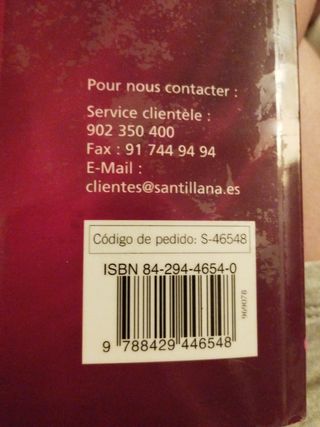 Pour nous contacter :
Service clientèle :
902 350 400
Fax : 91 744 94 94
E-Mail :
clientes@santillana.es
Código de pedido: S-46548
ISBN 84-294-4654-0
9 788429 446548
969078